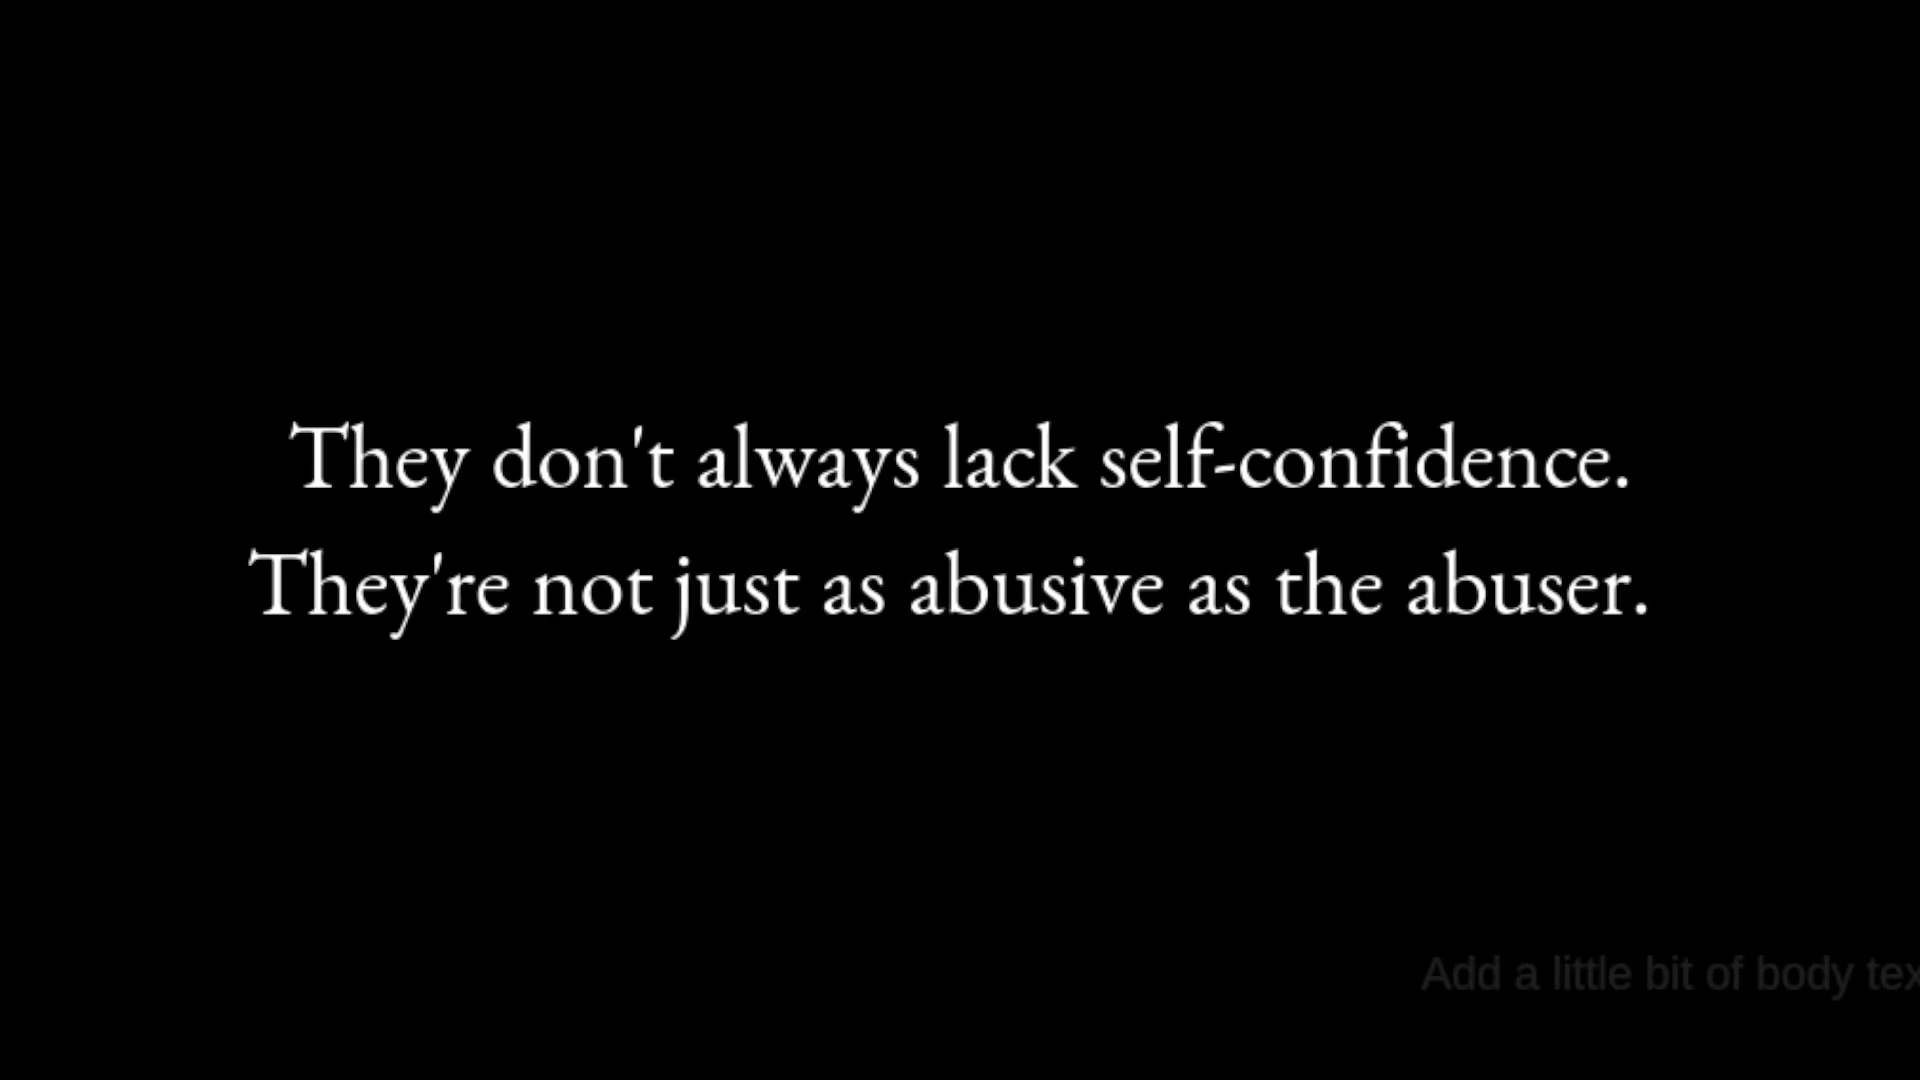 They don't always lack self-confidence.
They're not just as abusive as the abuser.
Add a little bit of body tex